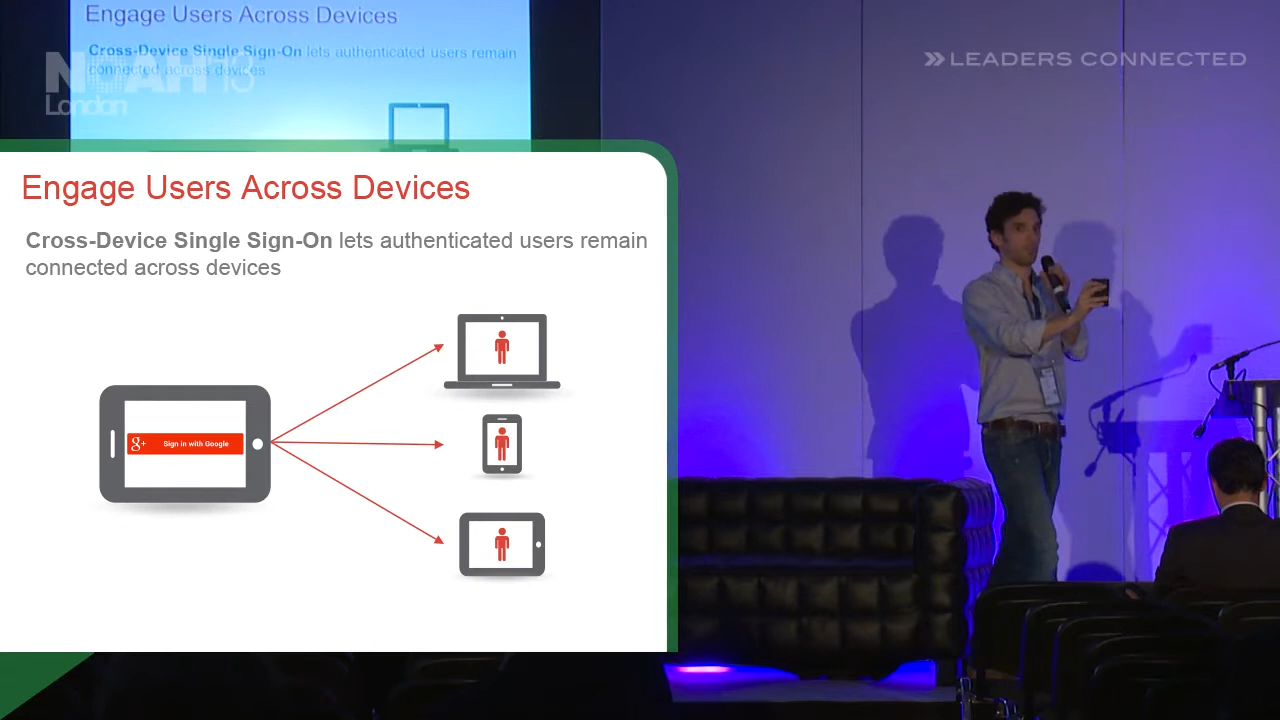 Engage Users Across Devices
Cross-Device Single Sign-On lets authenticated users remain
connected across devices
NOAH13
London
LEADERS CONNECTED
Engage Users Across Devices
Cross-Device Single Sign-On lets authenticated users remain
connected across devices
g+ Sign in with Google